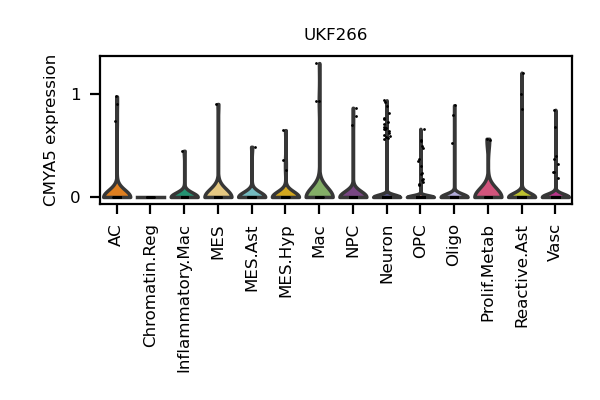 UKF266
CMYA5 expression
1
0
AC
Chromatin.Reg
Inflammatory.Mac
MES
MES.Ast
MES.Hyp
Mac
NPC
Neuron
OPC
Oligo
Prolif.Metab
Reactive.Ast
Vasc